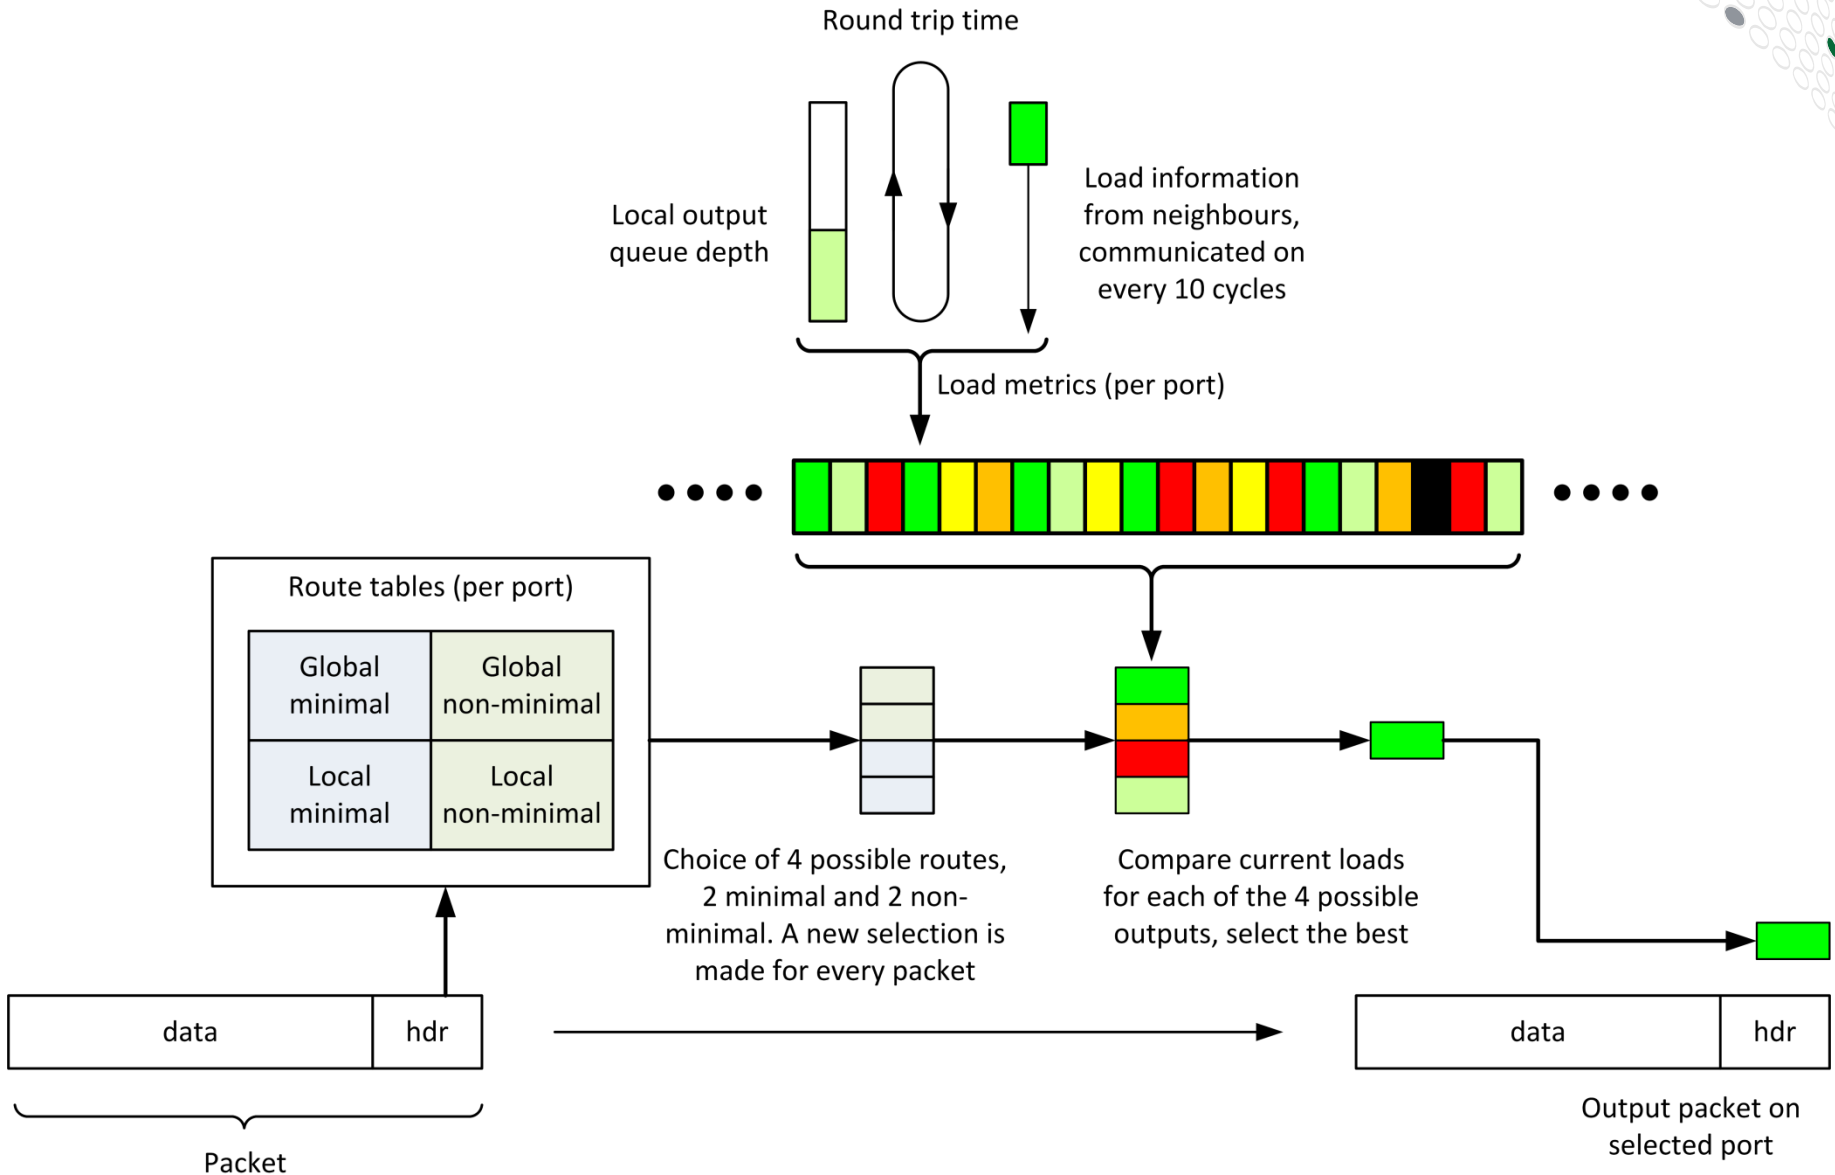 Round trip time
Local output
queue depth
Load information
from neighbours,
communicated on
every 10 cycles
Load metrics (per port)
Route tables (per port)
Global
minimal
Global
non-minimal
Local
minimal
Local
non-minimal
Choice of 4 possible routes,
2 minimal and 2 non-
minimal. A new selection is
made for every packet
Compare current loads
for each of the 4 possible
outputs, select the best
data
hdr
Packet
data
hdr
Output packet on
selected port